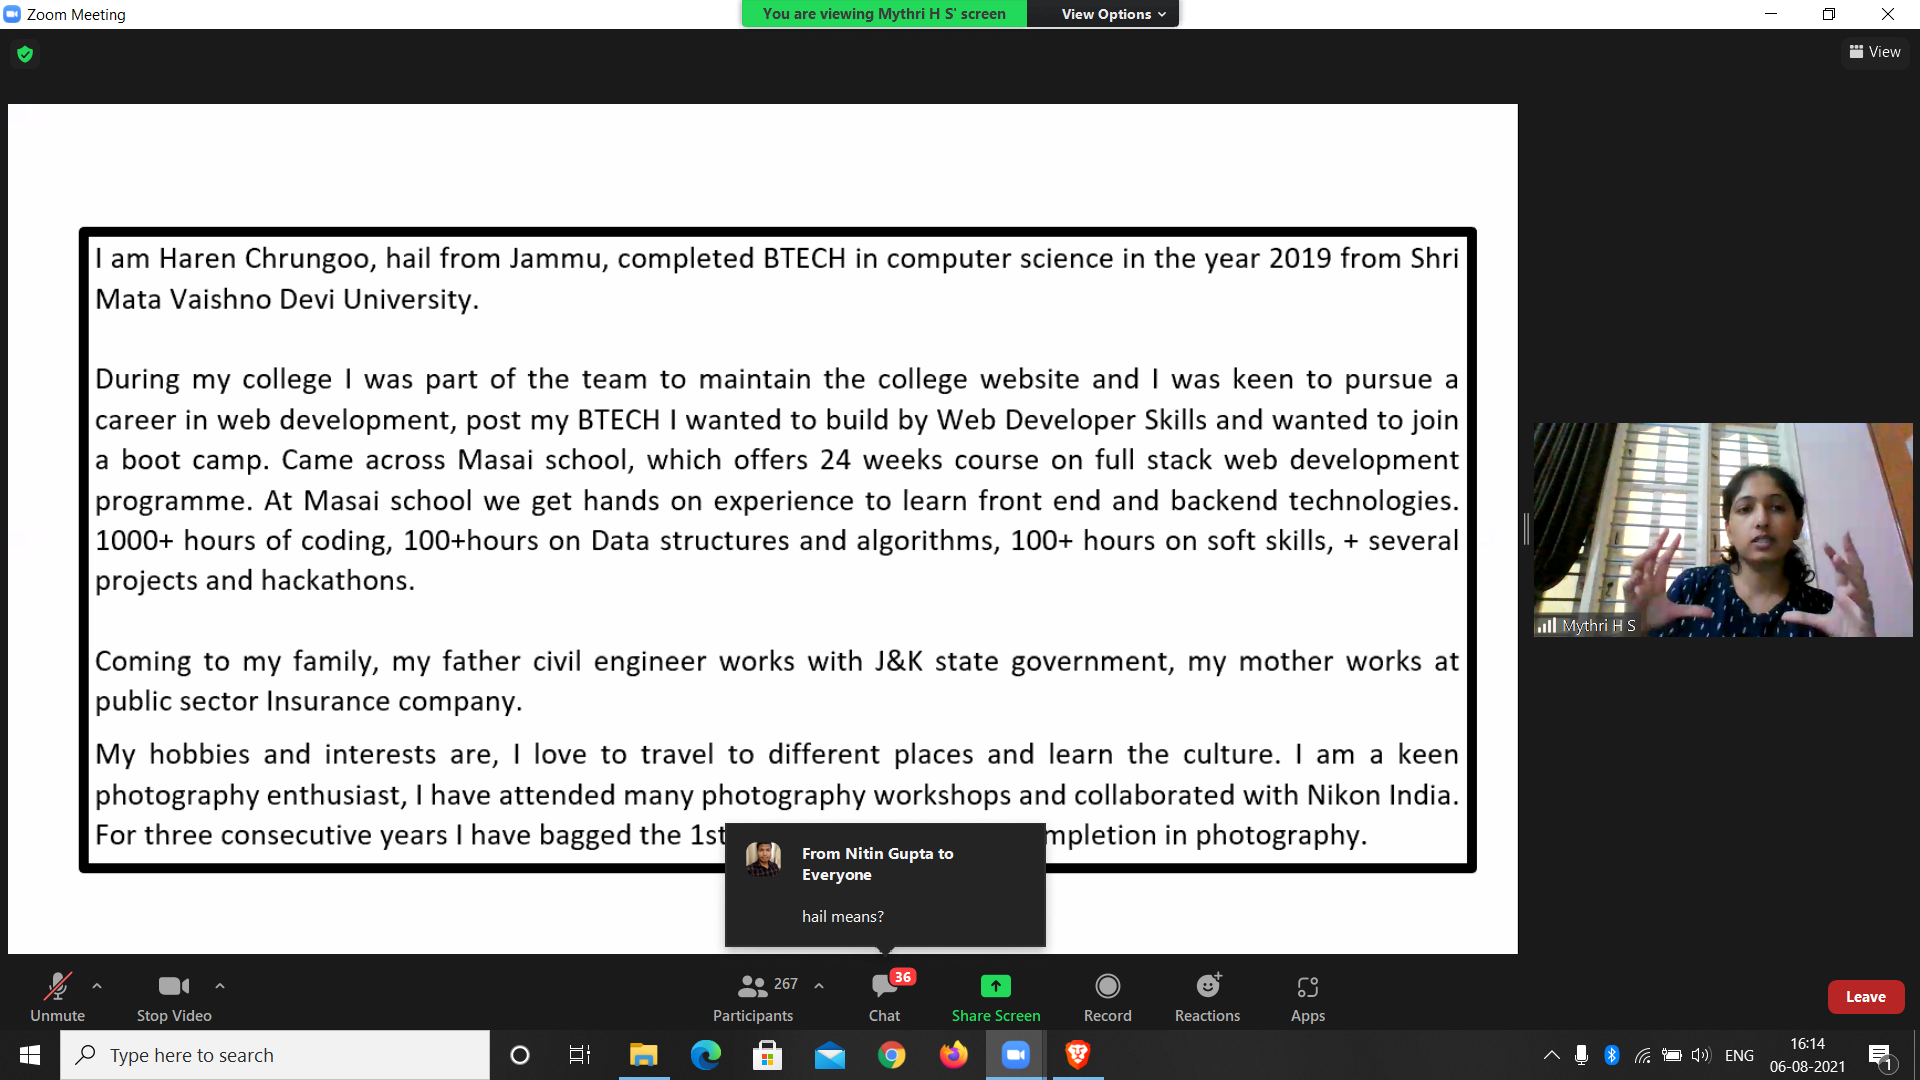 Zoom Meeting
You are viewing Mythri H S' screen
View Options
View
I am Haren Chrungoo, hail from Jammu, completed BTECH in computer science in the year 2019 from Shri
Mata Vaishno Devi University.
During my college I was part of the team to maintain the college website and I was keen to pursue a
career in web development, post my BTECH I wanted to build by Web Developer Skills and wanted to join
a boot camp. Came across Masai school, which offers 24 weeks course on full stack web development
programme. At Masai school we get hands on experience to learn front end and backend technologies.
1000+ hours of coding, 100+hours on Data structures and algorithms, 100+ hours on soft skills, + several
projects and hackathons.
Coming to my family, my father civil engineer works with J&K state government, my mother works at
public sector Insurance company.
My hobbies and interests are, I love to travel to different places and learn the culture. I am a keen
photography enthusiast, I have attended many photography workshops and collaborated with Nikon India.
For three consecutive years I have bagged the 1st mpletion in photography.
From Nitin Gupta to
Everyone
hail means?
Mythri H S
Unmute
Stop Video
267
Participants
36
Chat
Share Screen
Record
Reactions
Apps
Leave
Type here to search
ENG
16:14
06-08-2021
1